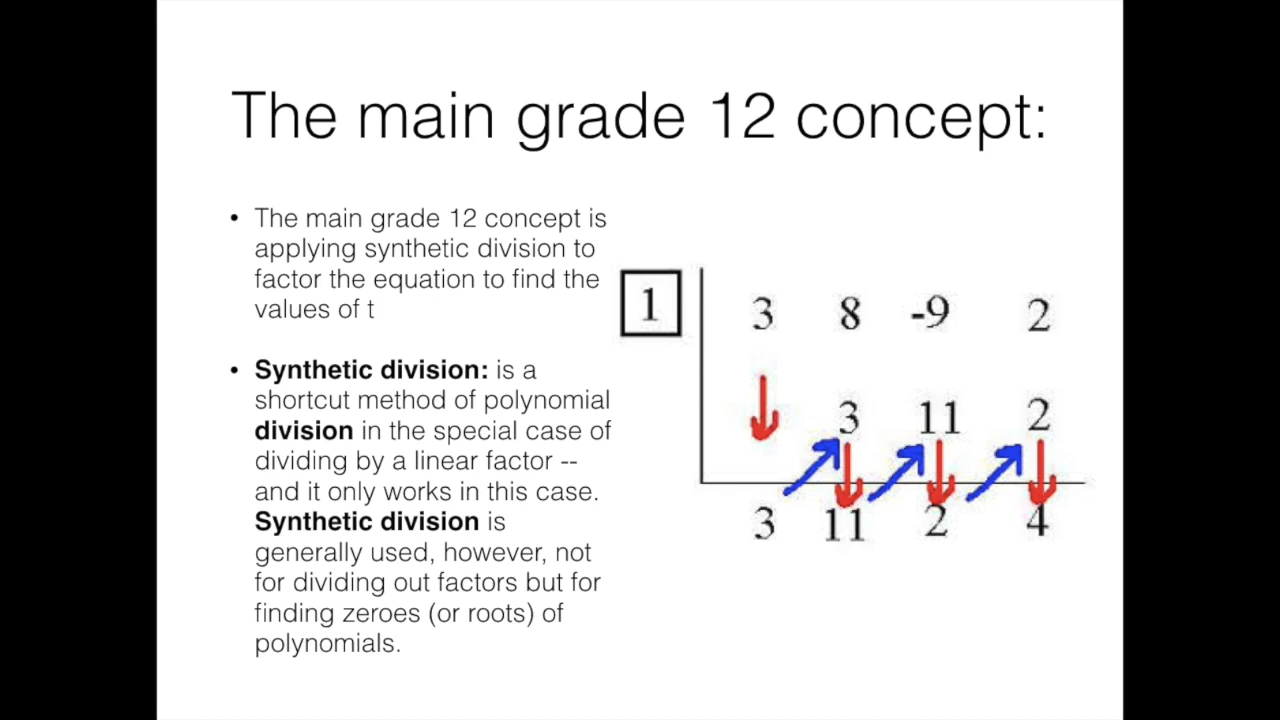 The main grade 12 concept:
• The main grade 12 concept is
applying synthetic division to
factor the equation to find the
values of t
• Synthetic division: is a
shortcut method of polynomial
division in the special case of
dividing by a linear factor --
and it only works in this case.
Synthetic division is
generally used, however, not
for dividing out factors but for
finding zeroes (or roots) of
polynomials.
1 3 8 -9 2
3 11 2
3 11 2 4